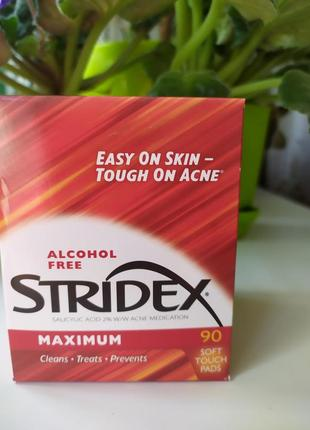 EASY ON SKIN –
TOUGH ON ACNE®
ALCOHOL
FREE
STRIDEX®
SALICYLIC ACID 2% W/W ACNE MEDICATION
MAXIMUM
90
SOFT
TOUCH
PADS
Cleans • Treats • Prevents